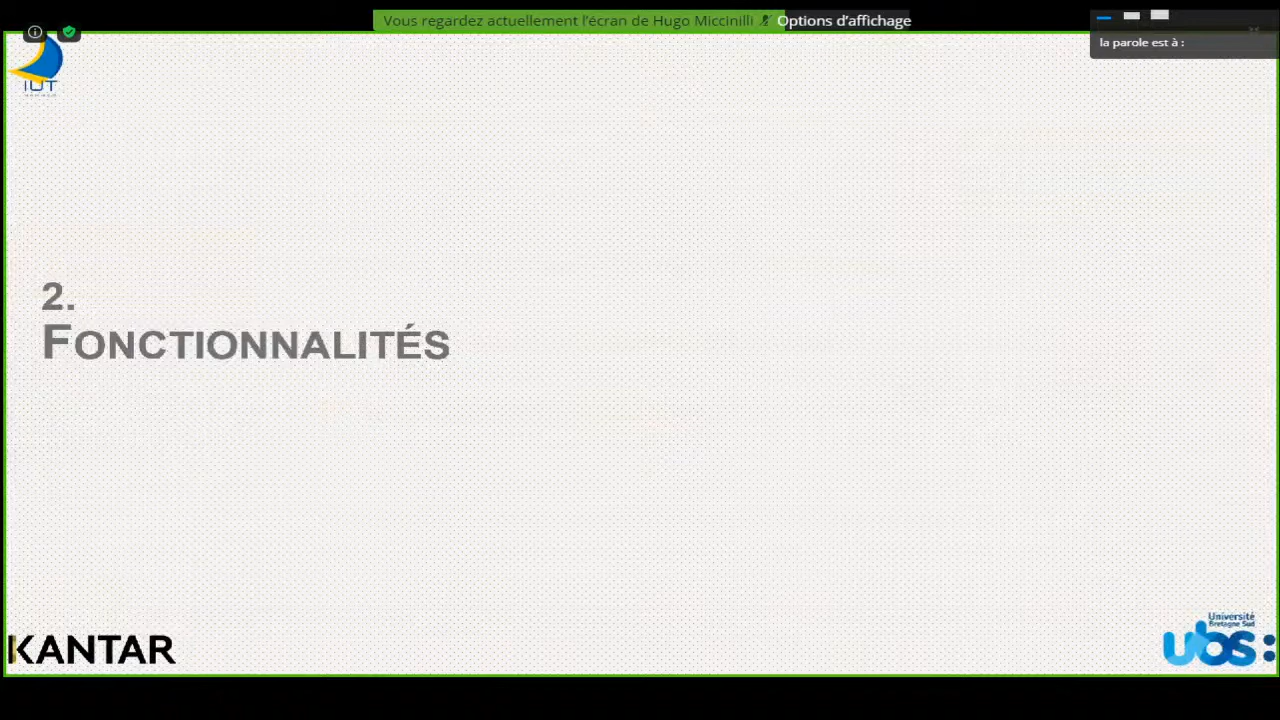 Vous regardez actuellement l'écran de Hugo Miccinilli
Options d'affichage
la parole est à :
IUT
2.
FONCTIONNALITÉS
KANTAR
Université
Bretagne Sud
ubs: